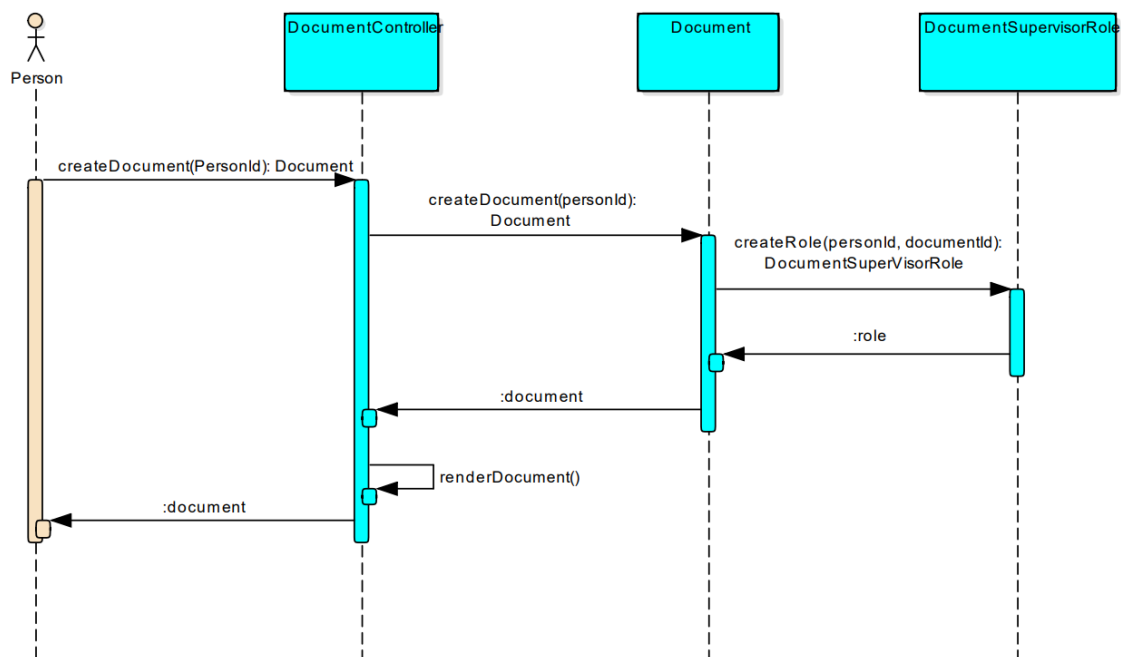 Person
DocumentController
Document
DocumentSupervisorRole
createDocument(PersonId): Document
createDocument(personId):
Document
createRole(personId, documentId):
DocumentSuperVisorRole
:role
:document
renderDocument()
:document